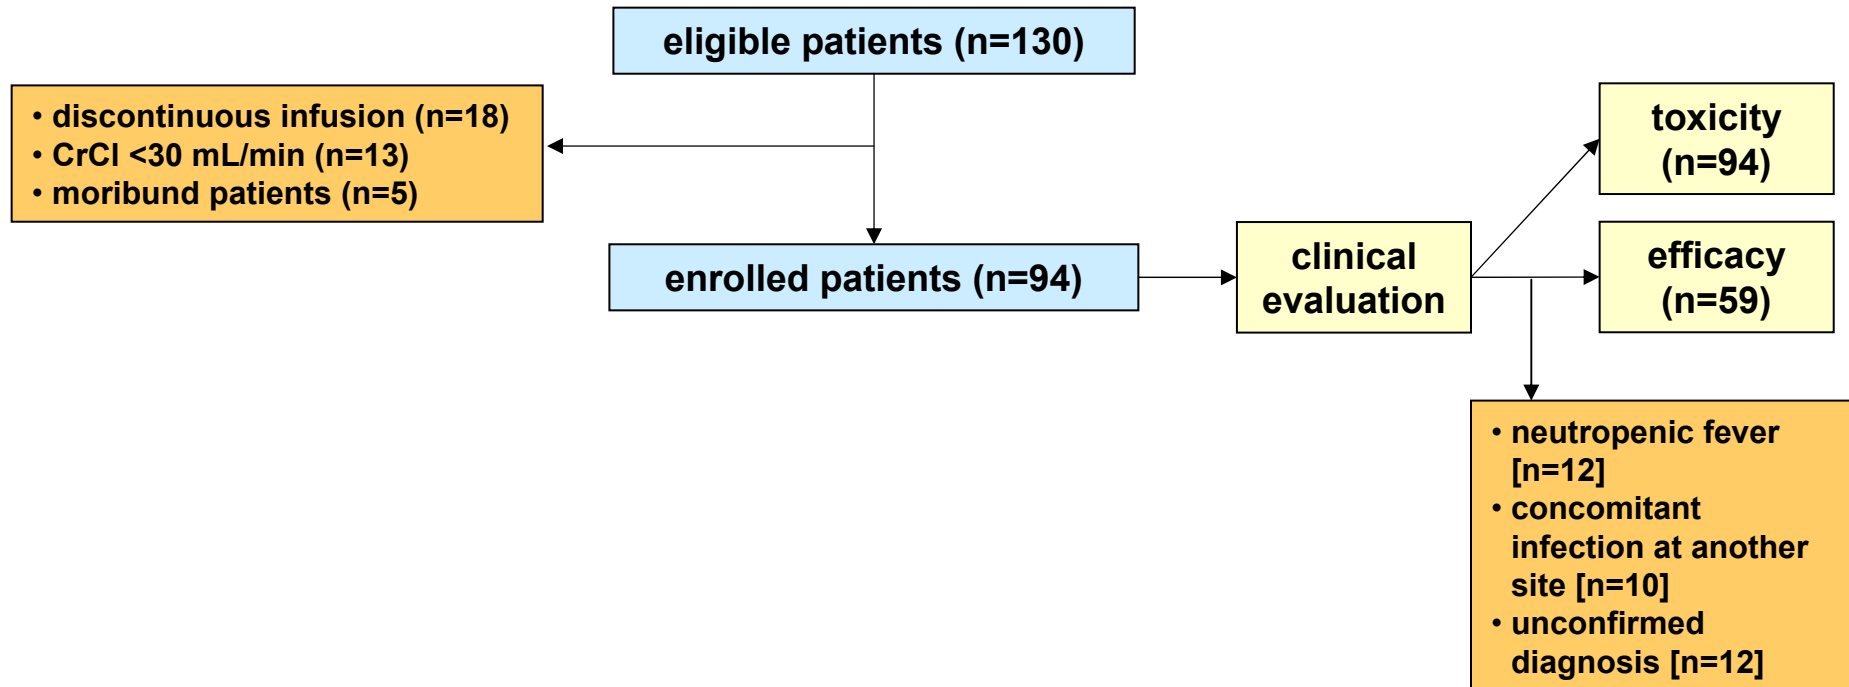 eligible patients (n=130)
• discontinuous infusion (n=18)
• CrCl <30 mL/min (n=13)
• moribund patients (n=5)
enrolled patients (n=94)
clinical
evaluation
toxicity
(n=94)
efficacy
(n=59)
• neutropenic fever
[n=12]
• concomitant
infection at another
site [n=10]
• unconfirmed
diagnosis [n=12]